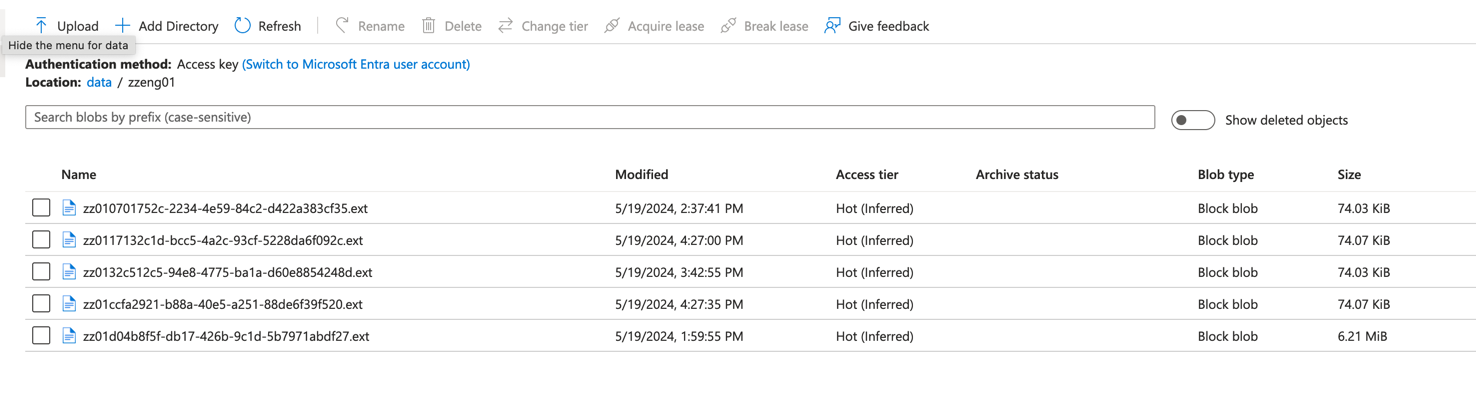 Upload Add Directory Refresh Rename Delete Change tier Acquire lease Break lease Give feedback
Hide the menu for data
Authentication method: Access key (Switch to Microsoft Entra user account)
Location: data / zzeng01
Search blobs by prefix (case-sensitive) Show deleted objects
Name Modified Access tier Archive status Blob type Size
zz010701752c-2234-4e59-84c2-d422a383cf35.ext 5/19/2024, 2:37:41 PM Hot (Inferred) Block blob 74.03 KiB
zz0117132c1d-bcc5-4a2c-93cf-5228da6f092c.ext 5/19/2024, 4:27:00 PM Hot (Inferred) Block blob 74.07 KiB
zz0132c512c5-94e8-4775-ba1a-d60e8854248d.ext 5/19/2024, 3:42:55 PM Hot (Inferred) Block blob 74.03 KiB
zz01ccfa2921-b88a-40e5-a251-88de6f39f520.ext 5/19/2024, 4:27:35 PM Hot (Inferred) Block blob 74.07 KiB
zz01d04b8f5f-db17-426b-9c1d-5b7971abdf27.ext 5/19/2024, 1:59:55 PM Hot (Inferred) Block blob 6.21 MiB